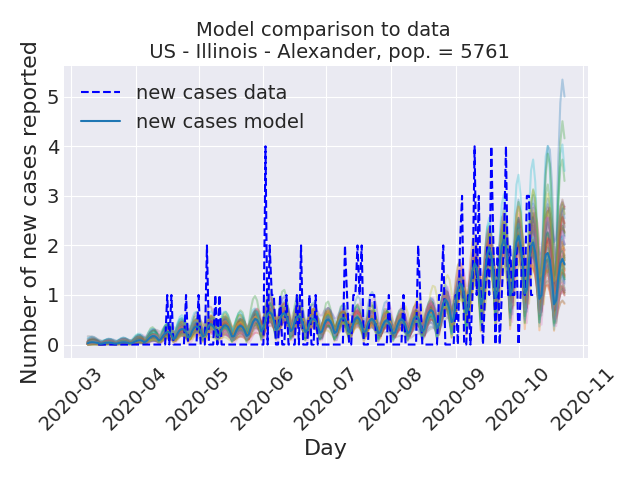 Model comparison to data
US - Illinois - Alexander, pop. = 5761
Number of new cases reported
5
4
3
2
1
0
new cases data
new cases model
2020-03
2020-04
2020-05
2020-06
2020-07
2020-08
2020-09
2020-10
2020-11
Day